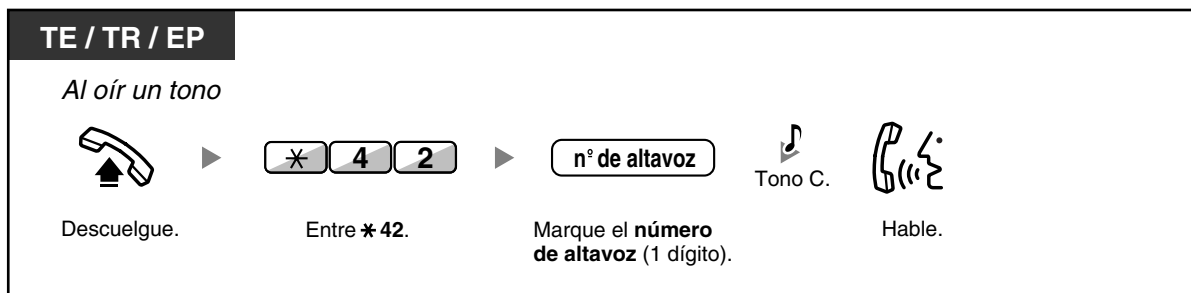 TE / TR / EP
Al oír un tono
* 4 2
n° de altavoz
Tono C.
Descuelgue.
Entre * 42.
Marque el número
de altavoz (1 dígito).
Hable.